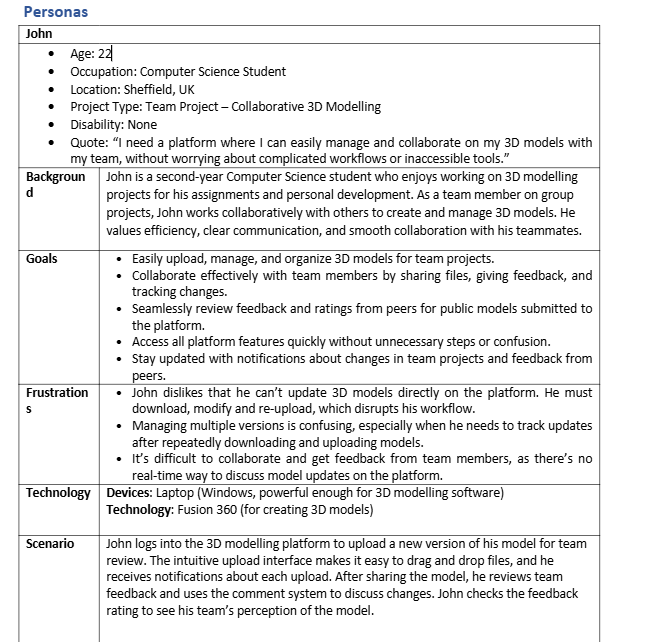 Personas
John
• Age: 22
• Occupation: Computer Science Student
• Location: Sheffield, UK
• Project Type: Team Project – Collaborative 3D Modelling
• Disability: None
• Quote: “I need a platform where I can easily manage and collaborate on my 3D models with
my team, without worrying about complicated workflows or inaccessible tools.”
Backgroun
d
John is a second-year Computer Science student who enjoys working on 3D modelling
projects for his assignments and personal development. As a team member on group
projects, John works collaboratively with others to create and manage 3D models. He
values efficiency, clear communication, and smooth collaboration with his teammates.
Goals
• Easily upload, manage, and organize 3D models for team projects.
• Collaborate effectively with team members by sharing files, giving feedback, and
tracking changes.
• Seamlessly review feedback and ratings from peers for public models submitted to
the platform.
• Access all platform features quickly without unnecessary steps or confusion.
• Stay updated with notifications about changes in team projects and feedback from
peers.
Frustration
s
• John dislikes that he can’t update 3D models directly on the platform. He must
download, modify and re-upload, which disrupts his workflow.
• Managing multiple versions is confusing, especially when he needs to track updates
after repeatedly downloading and uploading models.
• It’s difficult to collaborate and get feedback from team members, as there’s no
real-time way to discuss model updates on the platform.
Technology
Devices: Laptop (Windows, powerful enough for 3D modelling software)
Technology: Fusion 360 (for creating 3D models)
Scenario
John logs into the 3D modelling platform to upload a new version of his model for team
review. The intuitive upload interface makes it easy to drag and drop files, and he
receives notifications about each upload. After sharing the model, he reviews team
feedback and uses the comment system to discuss changes. John checks the feedback
rating to see his team’s perception of the model.